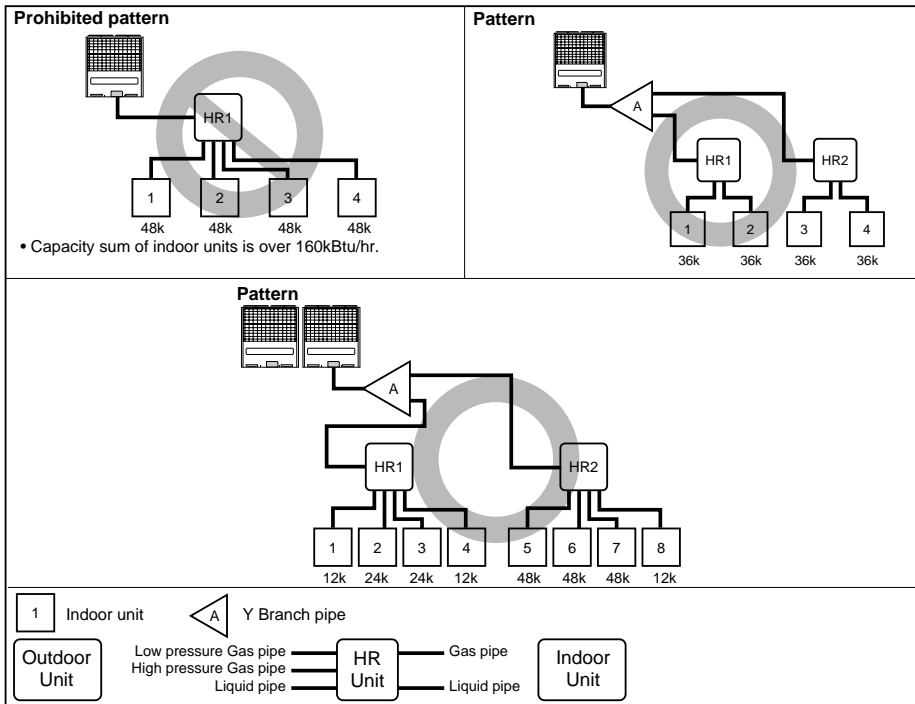 Prohibited pattern
HR1
1 2 3 4
48k 48k 48k 48k
• Capacity sum of indoor units is over 160kBtu/hr.
Pattern
A
HR1 HR2
1 2 3 4
36k 36k 36k 36k
Pattern
A
HR1 HR2
1 2 3 4 5 6 7 8
12k 24k 24k 12k 48k 48k 48k 12k
1 Indoor unit A Y Branch pipe
Outdoor
Unit
Low pressure Gas pipe
High pressure Gas pipe
Liquid pipe
HR
Unit
Gas pipe
Liquid pipe
Indoor
Unit